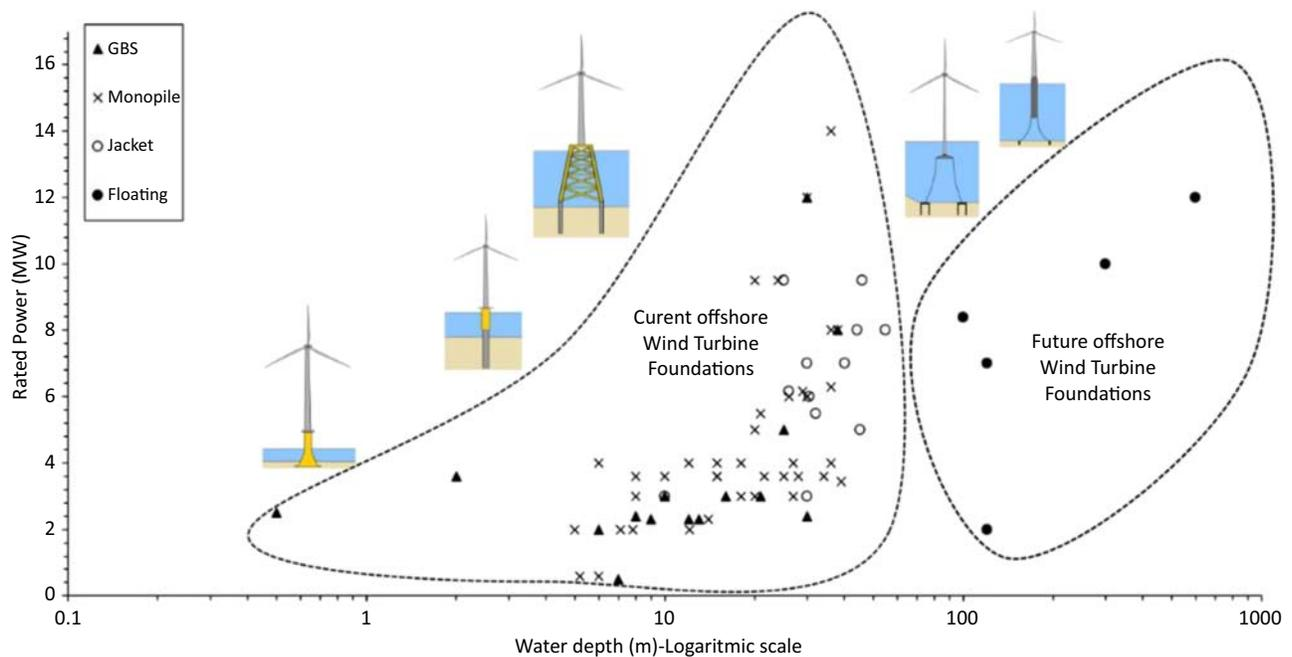 GBS
Monopile
Jacket
Floating
Rated Power (MW)
16
14
12
10
8
6
4
2
0
Curent offshore
Wind Turbine
Foundations
Future offshore
Wind Turbine
Foundations
0.1
1
10
100
1000
Water depth (m)-Logaritmic scale